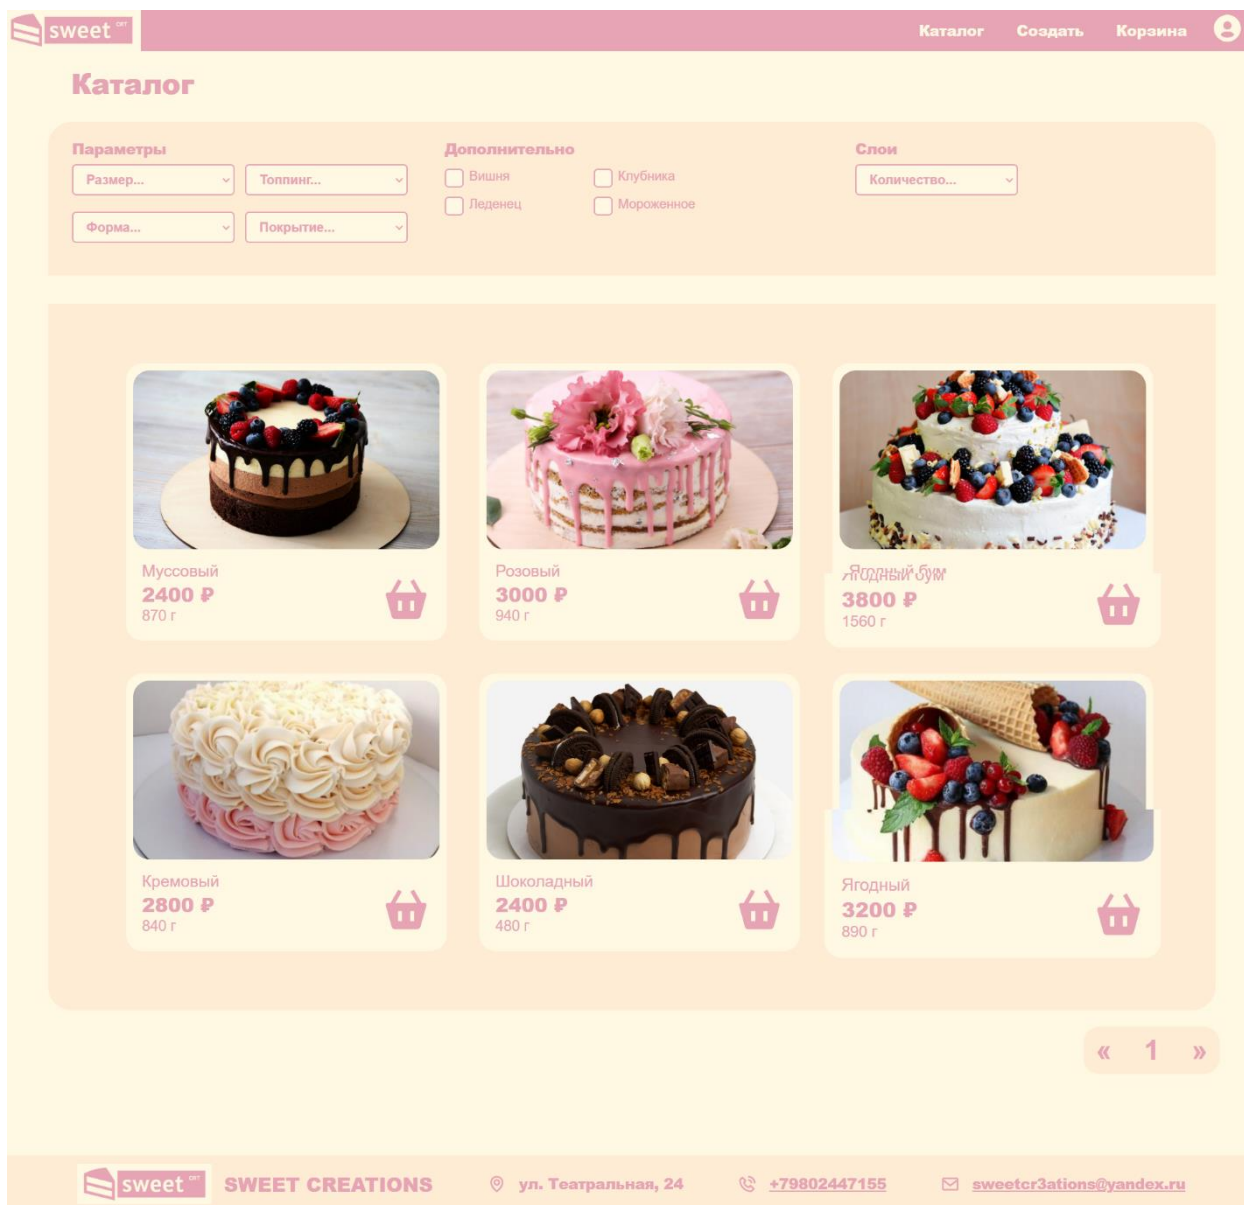 sweet CRT
Каталог Создать Корзина
Каталог
Параметры Дополнительно Слои
Размер... Топпинг... Вишня Клубника Количество...
Леденец Мороженное
Форма... Покрытие...
Муссовый
2400 ₽
870 г
Розовый
3000 ₽
940 г
Ягодный бум
3800 ₽
1560 г
Кремовый
2800 ₽
840 г
Шоколадный
2400 ₽
480 г
Ягодный
3200 ₽
890 г
« 1 »
sweet CRT SWEET CREATIONS ул. Театральная, 24 +79802447155 sweetcr3ations@yandex.ru